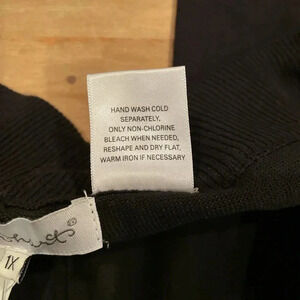 HAND WASH COLD
SEPARATELY,
ONLY NON-CHLORINE
BLEACH WHEN NEEDED,
RESHAPE AND DRY FLAT,
WARM IRON IF NECESSARY
®
1X